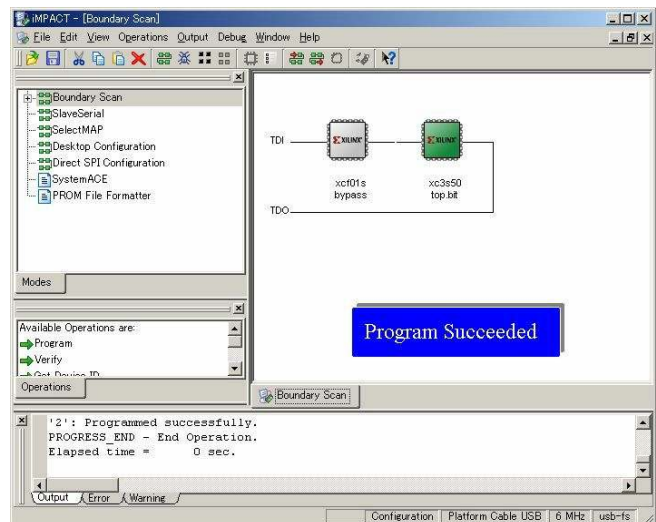 iMPACT - [Boundary Scan]
File Edit View Operations Output Debug Window Help
Boundary Scan
SlaveSerial
SelectMAP
Desktop Configuration
Direct SPI Configuration
SystemACE
PROM File Formatter
Modes
TDI
XILINX XILINX
xcf01s xc3s50
bypass top.bit
TDO
Program Succeeded
Available Operations are:
Program
Verify
Get Device ID
Operations
Boundary Scan
'2': Programmed successfully.
PROGRESS_END - End Operation.
Elapsed time = 0 sec.
Output Error Warning
Configuration Platform Cable USB 6 MHz usb-fs